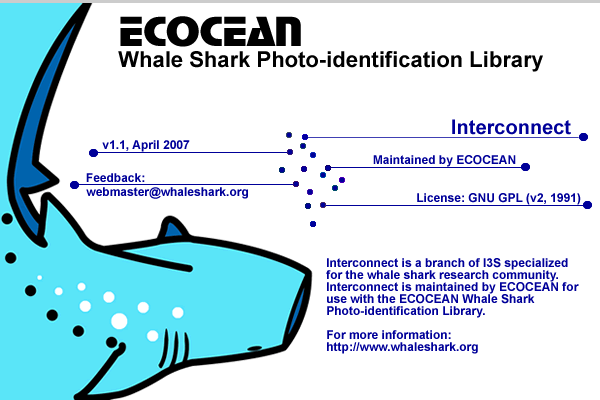 ECOCEAN
Whale Shark Photo-identification Library
Interconnect
v1.1, April 2007
Maintained by ECOCEAN
Feedback:
webmaster@whaleshark.org
License: GNU GPL (v2, 1991)
Interconnect is a branch of I3S specialized
for the whale shark research community.
Interconnect is maintained by ECOCEAN for
use with the ECOCEAN Whale Shark
Photo-identification Library.
For more information:
http://www.whaleshark.org